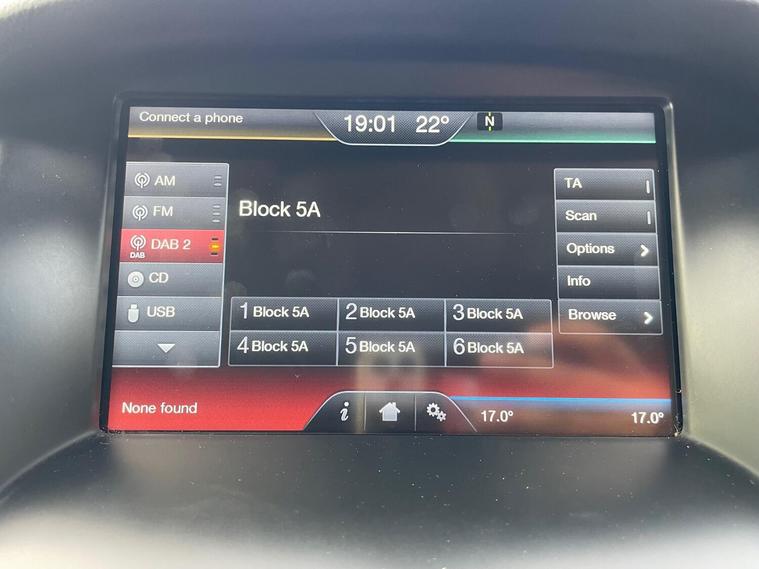 Connect a phone
19:01 22°
N
AM
FM
DAB
DAB 2
CD
USB
Block 5A
1 Block 5A
2 Block 5A
3 Block 5A
4 Block 5A
5 Block 5A
6 Block 5A
TA
Scan
Options
Info
Browse
None found
i
17.0°
17.0°